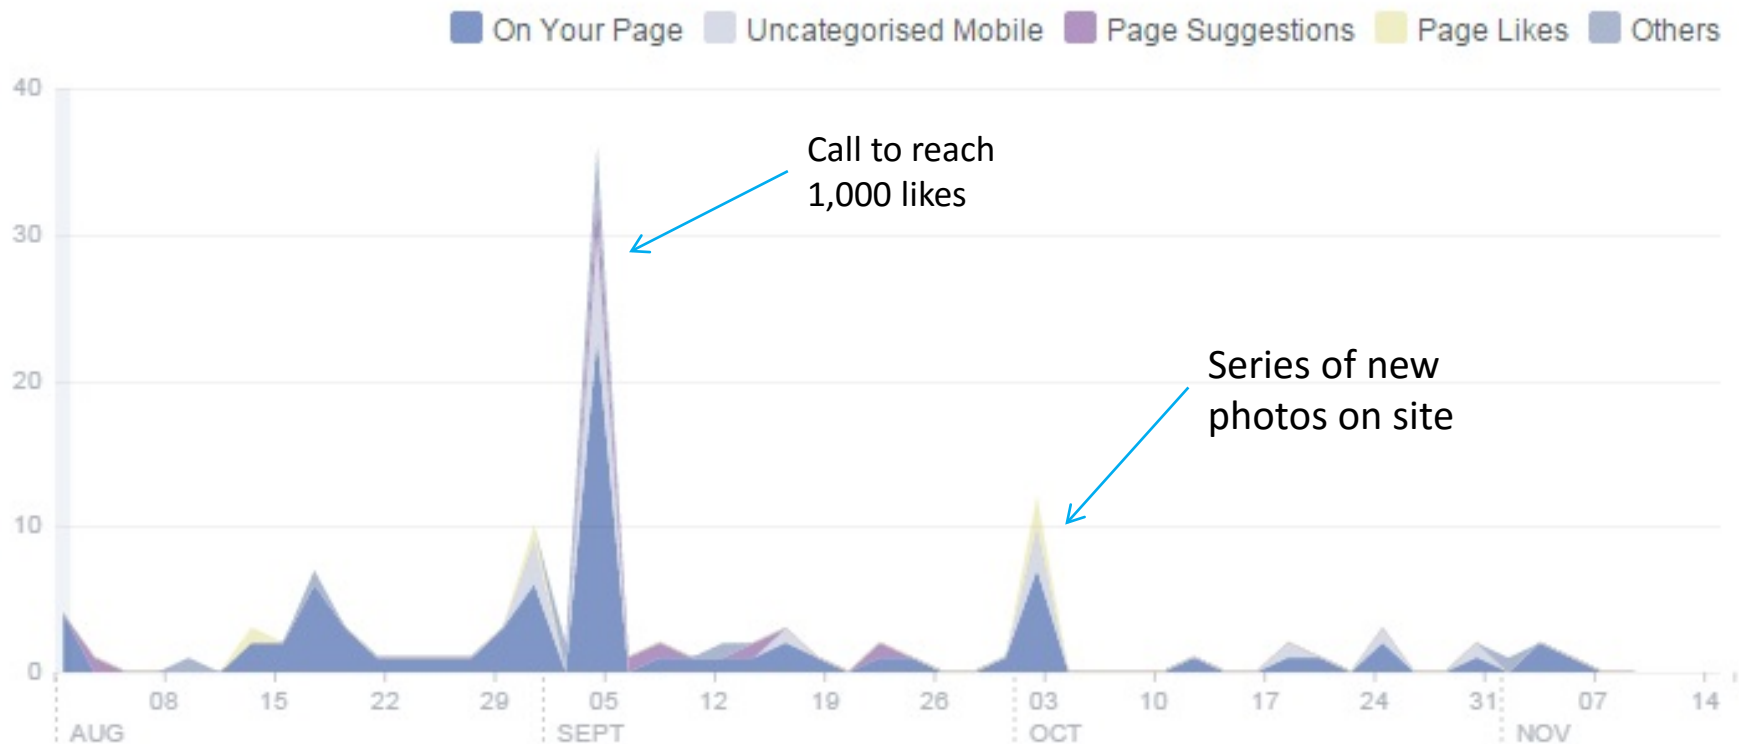 On Your Page Uncategorised Mobile Page Suggestions Page Likes Others
40
Call to reach
1,000 likes
30
Series of new
photos on site
20
10
0
08 15 22 29 05 12 19 26 03 10 17 24 31 07 14
AUG SEPT OCT NOV